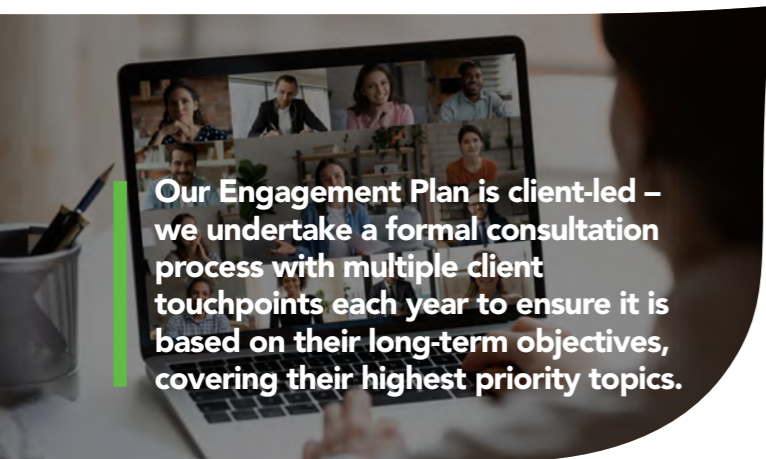 Our Engagement Plan is client-led –
we undertake a formal consultation
process with multiple client
touchpoints each year to ensure it is
based on their long-term objectives,
covering their highest priority topics.